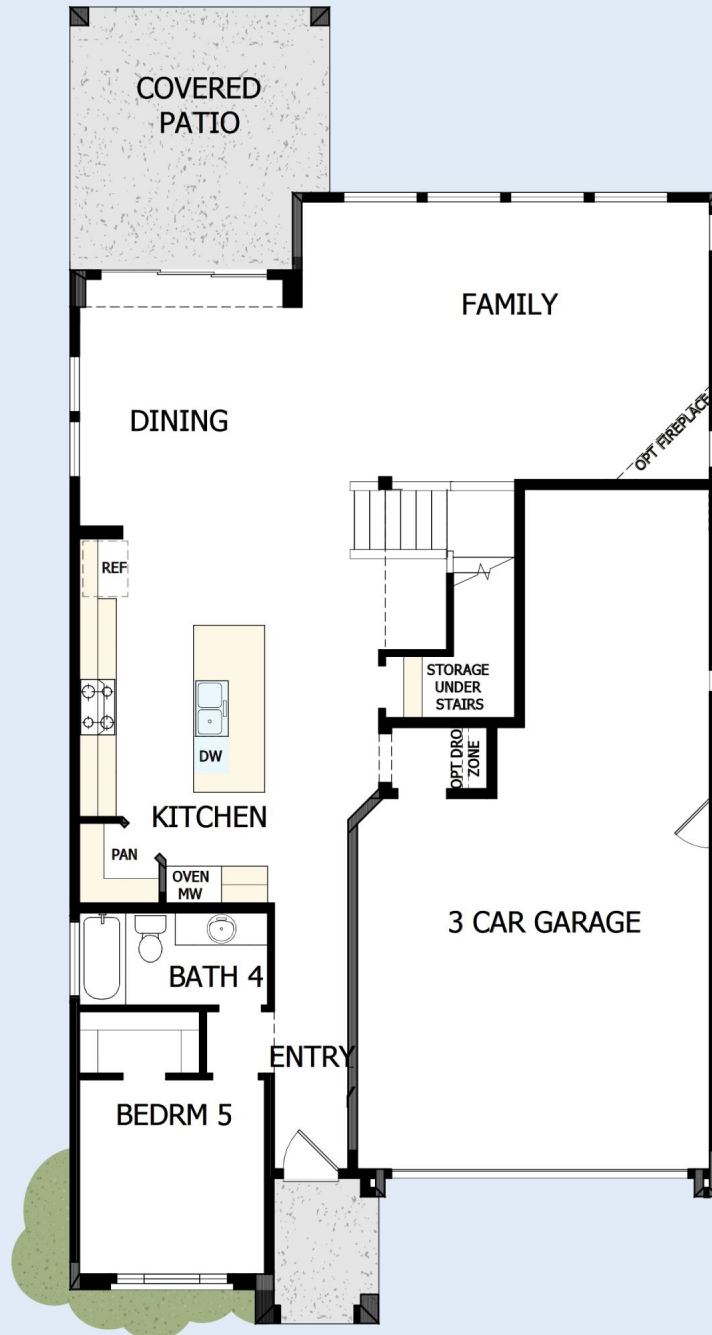 COVERED
PATIO
FAMILY
DINING
OPT FIREPLACE
REF
STORAGE
UNDER
STAIRS
DW
OPT DRO
ZONE
KITCHEN
PAN
OVEN
MW
3 CAR GARAGE
BATH 4
ENTRY
BEDRM 5